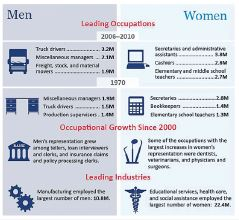 Men
Women
Leading Occupations
2006–2010
Truck drivers 3.2M
Miscellaneous managers 2.1M
Freight, stock, and material
movers 1.9M
Secretaries and administrative
assistants 3.8M
Cashiers 2.8M
Elementary and middle school
teachers 2.7M
1970
Miscellaneous managers 1.9M
Truck drivers 1.5M
Production supervisors 1.4M
Secretaries 2.8M
Bookkeepers 1.4M
Elementary school teachers 1.3M
Occupational Growth Since 2000
Men's representation grew
among tellers, loan interviewers
and clerks, and insurance claims
and policy processing clerks.
Some of the occupations with the
largest increases in women's
representation were dentists,
veterinarians, and physicians and
surgeons.
Leading Industries
Manufacturing employed the
largest number of men: 10.8M.
Educational services, health care,
and social assistance employed the
largest number of women: 22.4M.